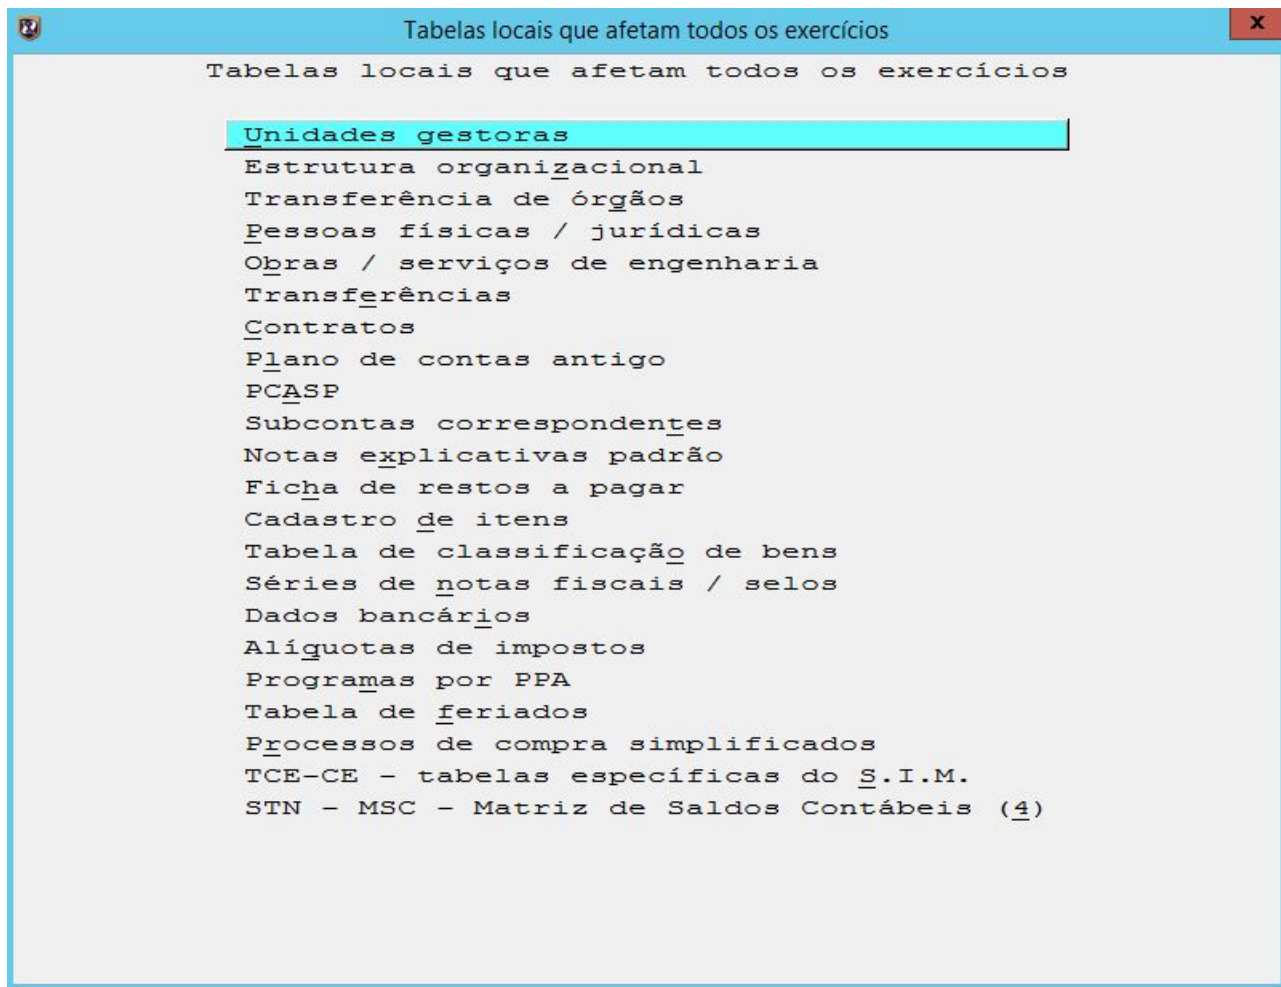 Tabelas locais que afetam todos os exercícios
x
Tabelas locais que afetam todos os exercícios
Unidades gestoras
Estrutura organizacional
Transferência de órgãos
Pessoas físicas / jurídicas
Obras / serviços de engenharia
Transferências
Contratos
Plano de contas antigo
PCASP
Subcontas correspondentes
Notas explicativas padrão
Ficha de restos a pagar
Cadastro de itens
Tabela de classificação de bens
Séries de notas fiscais / selos
Dados bancários
Alíquotas de impostos
Programas por PPA
Tabela de feriados
Processos de compra simplificados
TCE-CE - tabelas específicas do S.I.M.
STN - MSC - Matriz de Saldos Contábeis (4)